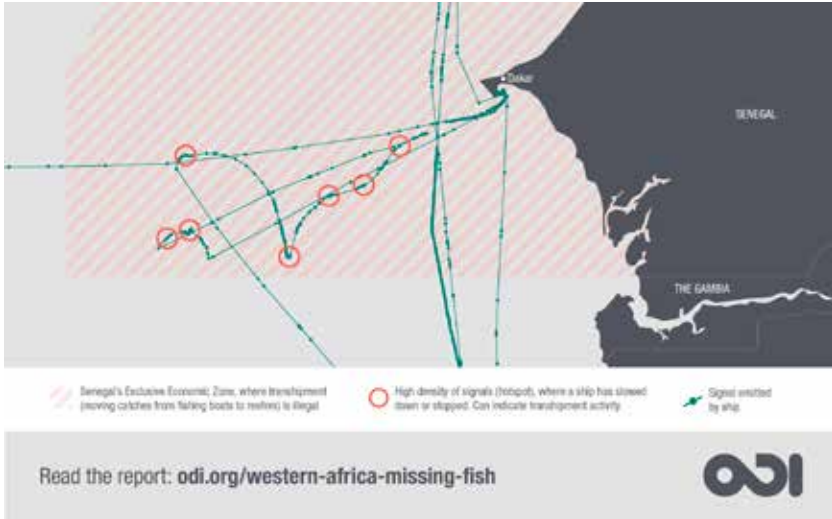 Dakar
SENEGAL
THE GAMBIA
Senegal's Exclusive Economic Zone, where transhipment
(moving catches from fishing boats to reefers) is illegal
High density of signals (hotspot), where a ship has slowed
down or stopped. Can indicate transhipment activity.
Signal emitted
by ship
Read the report: odi.org/western-africa-missing-fish
ODI